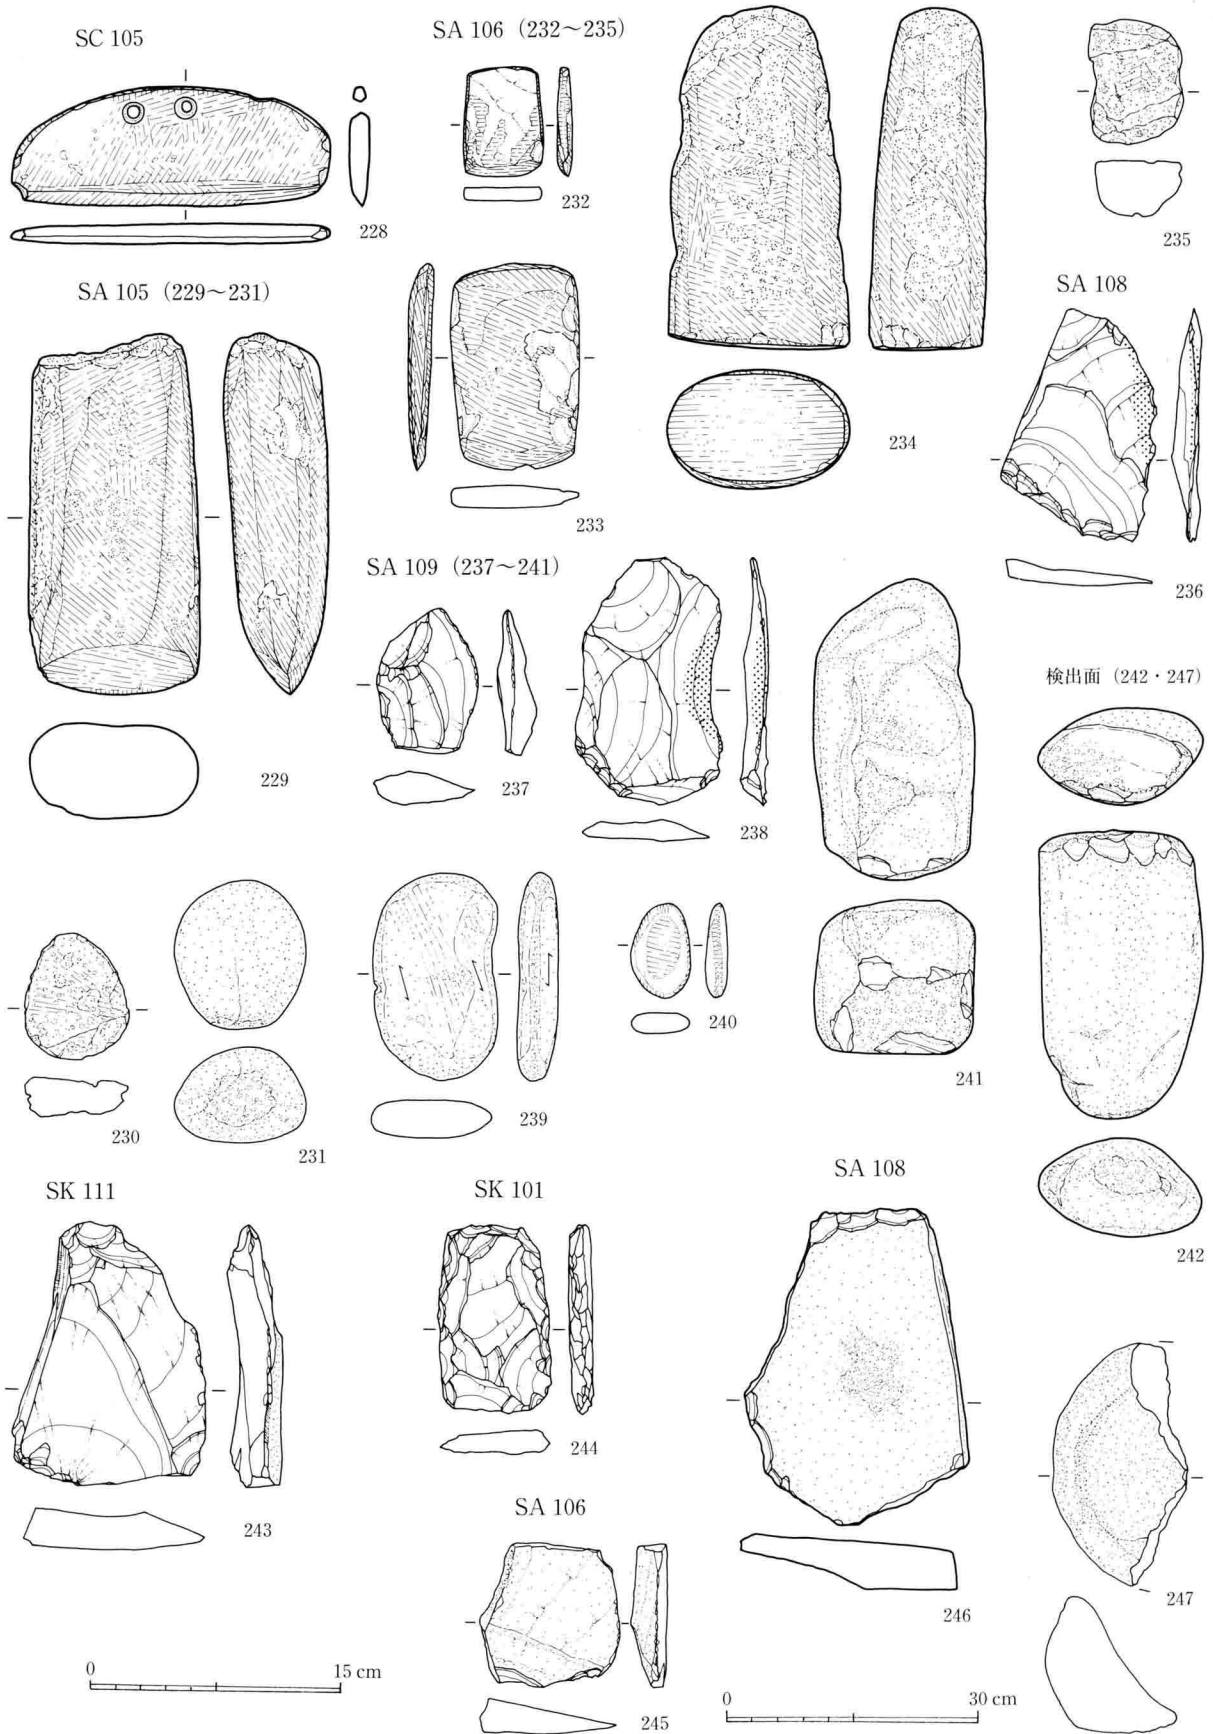 SC 105
228
SA 106 (232～235)
232
233
234
235
SA 105 (229～231)
229
230
231
SA 108
236
SA 109 (237～241)
237
238
239
240
241
検出面 (242・247)
242
SK 111
243
SK 101
244
SA 108
246
SA 106
245
247
0 15 cm
0 30 cm